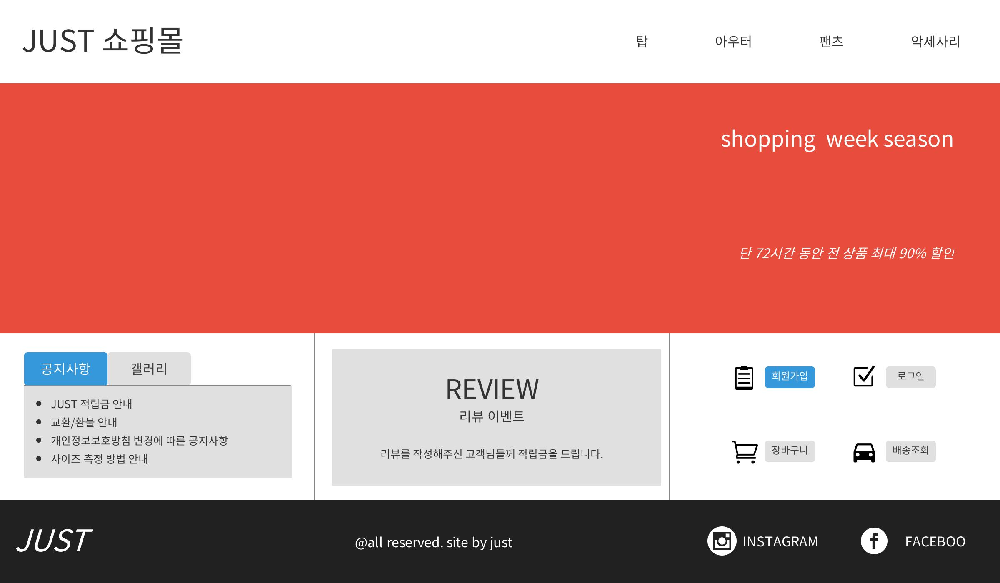 JUST 쇼핑몰
탑 아우터 팬츠 악세사리
shopping week season
단 72시간 동안 전 상품 최대 90% 할인
공지사항 갤러리
JUST 적립금 안내
교환/환불 안내
개인정보보호방침 변경에 따른 공지사항
사이즈 측정 방법 안내
REVIEW
리뷰 이벤트
리뷰를 작성해주신 고객님들께 적립금을 드립니다.
회원가입 로그인
장바구니 배송조회
JUST
@all reserved. site by just
INSTAGRAM FACEBOO